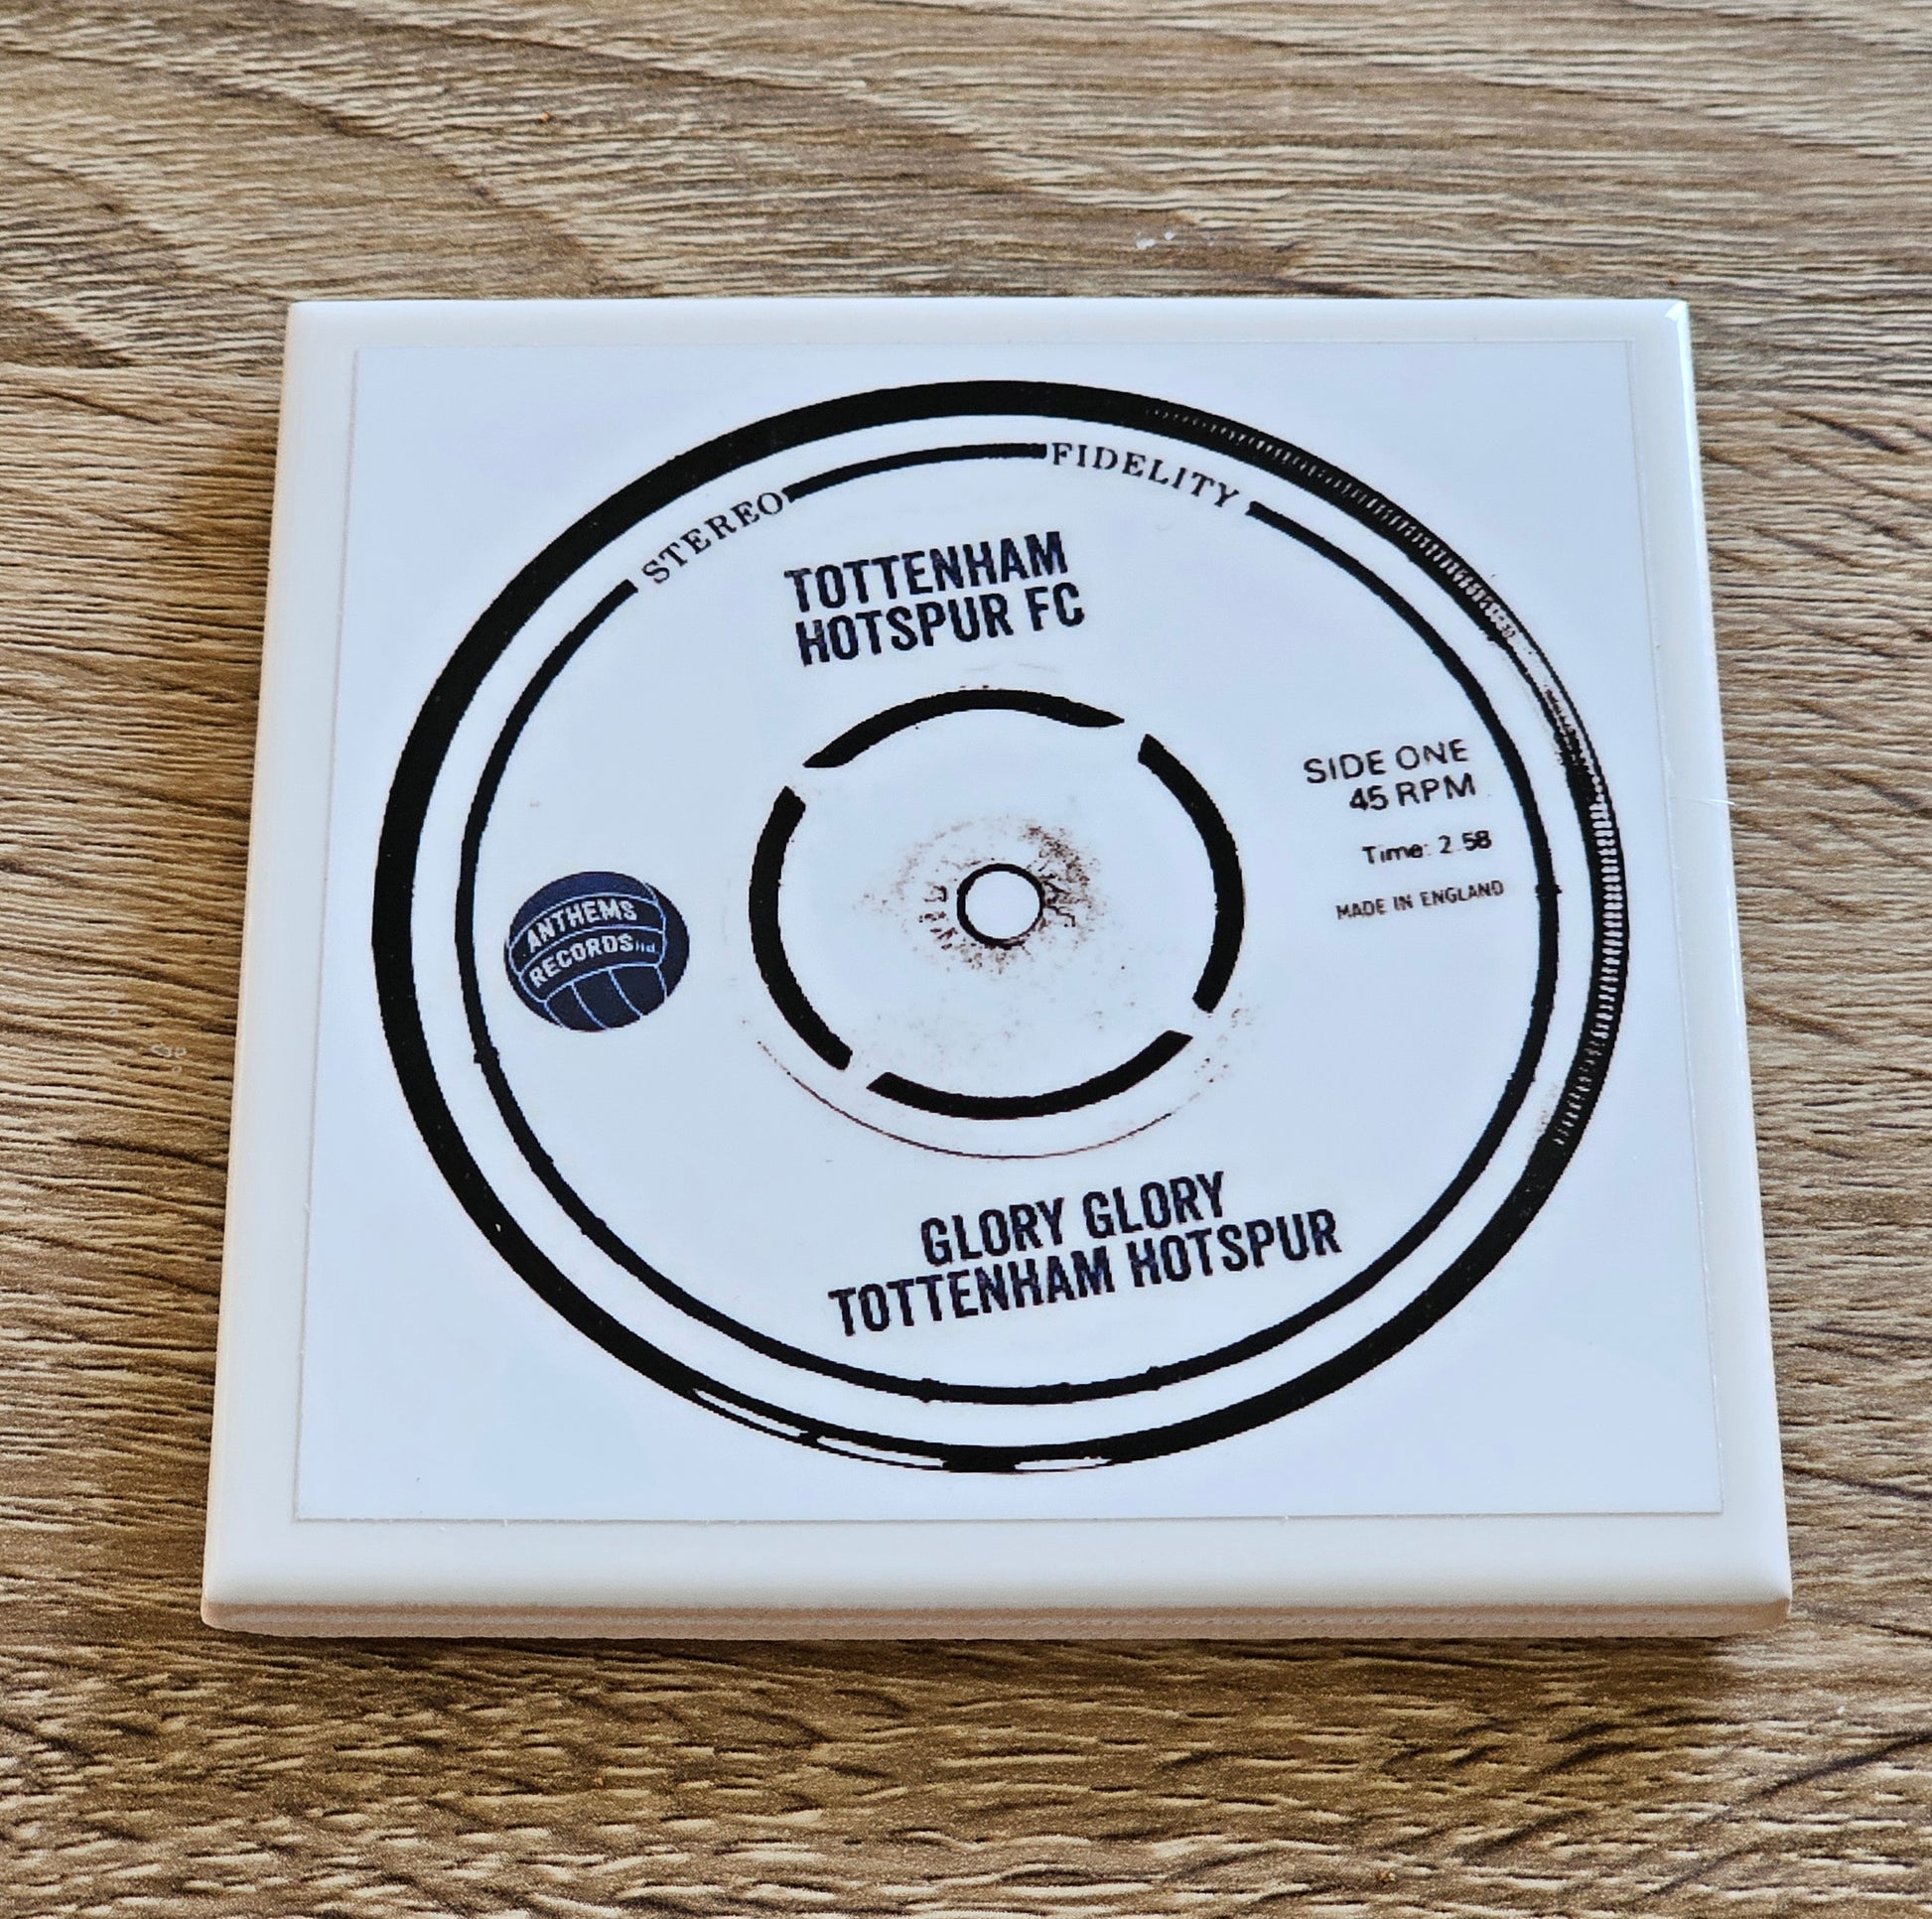 STEREO
FIDELITY
TOTTENHAM
HOTSPUR FC
SIDE ONE
45 RPM
Time: 2.58
MADE IN ENGLAND
ANTHEMS
RECORDS ltd
GLORY GLORY
TOTTENHAM HOTSPUR